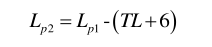 Lp2 = Lp1 - (TL + 6)